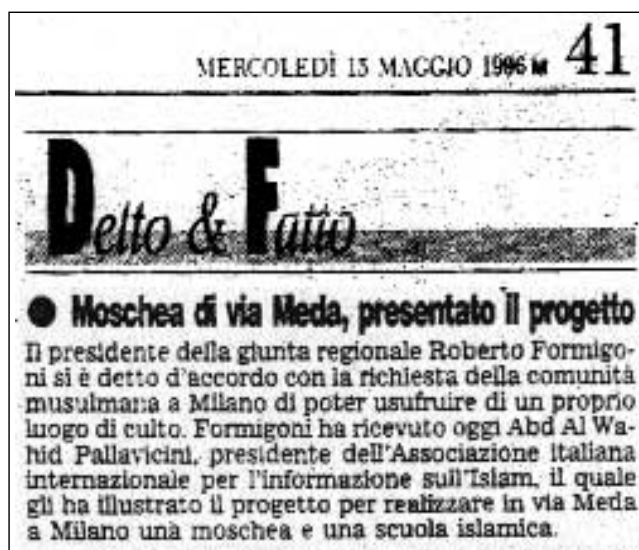 MERCOLEDÌ 15 MAGGIO 1996 M 41
Detto & Fatto
● Moschea di via Meda, presentato il progetto
Il presidente della giunta regionale Roberto Formigo-
ni si è detto d'accordo con la richiesta della comunità
musulmana a Milano di poter usufruire di un proprio
luogo di culto. Formigoni ha ricevuto oggi Abd Al Wa-
hid Pallavicini, presidente dell'Associazione italiana
internazionale per l'informazione sull'Islam, il quale
gli ha illustrato il progetto per realizzare in via Meda
a Milano una moschea e una scuola islamica.